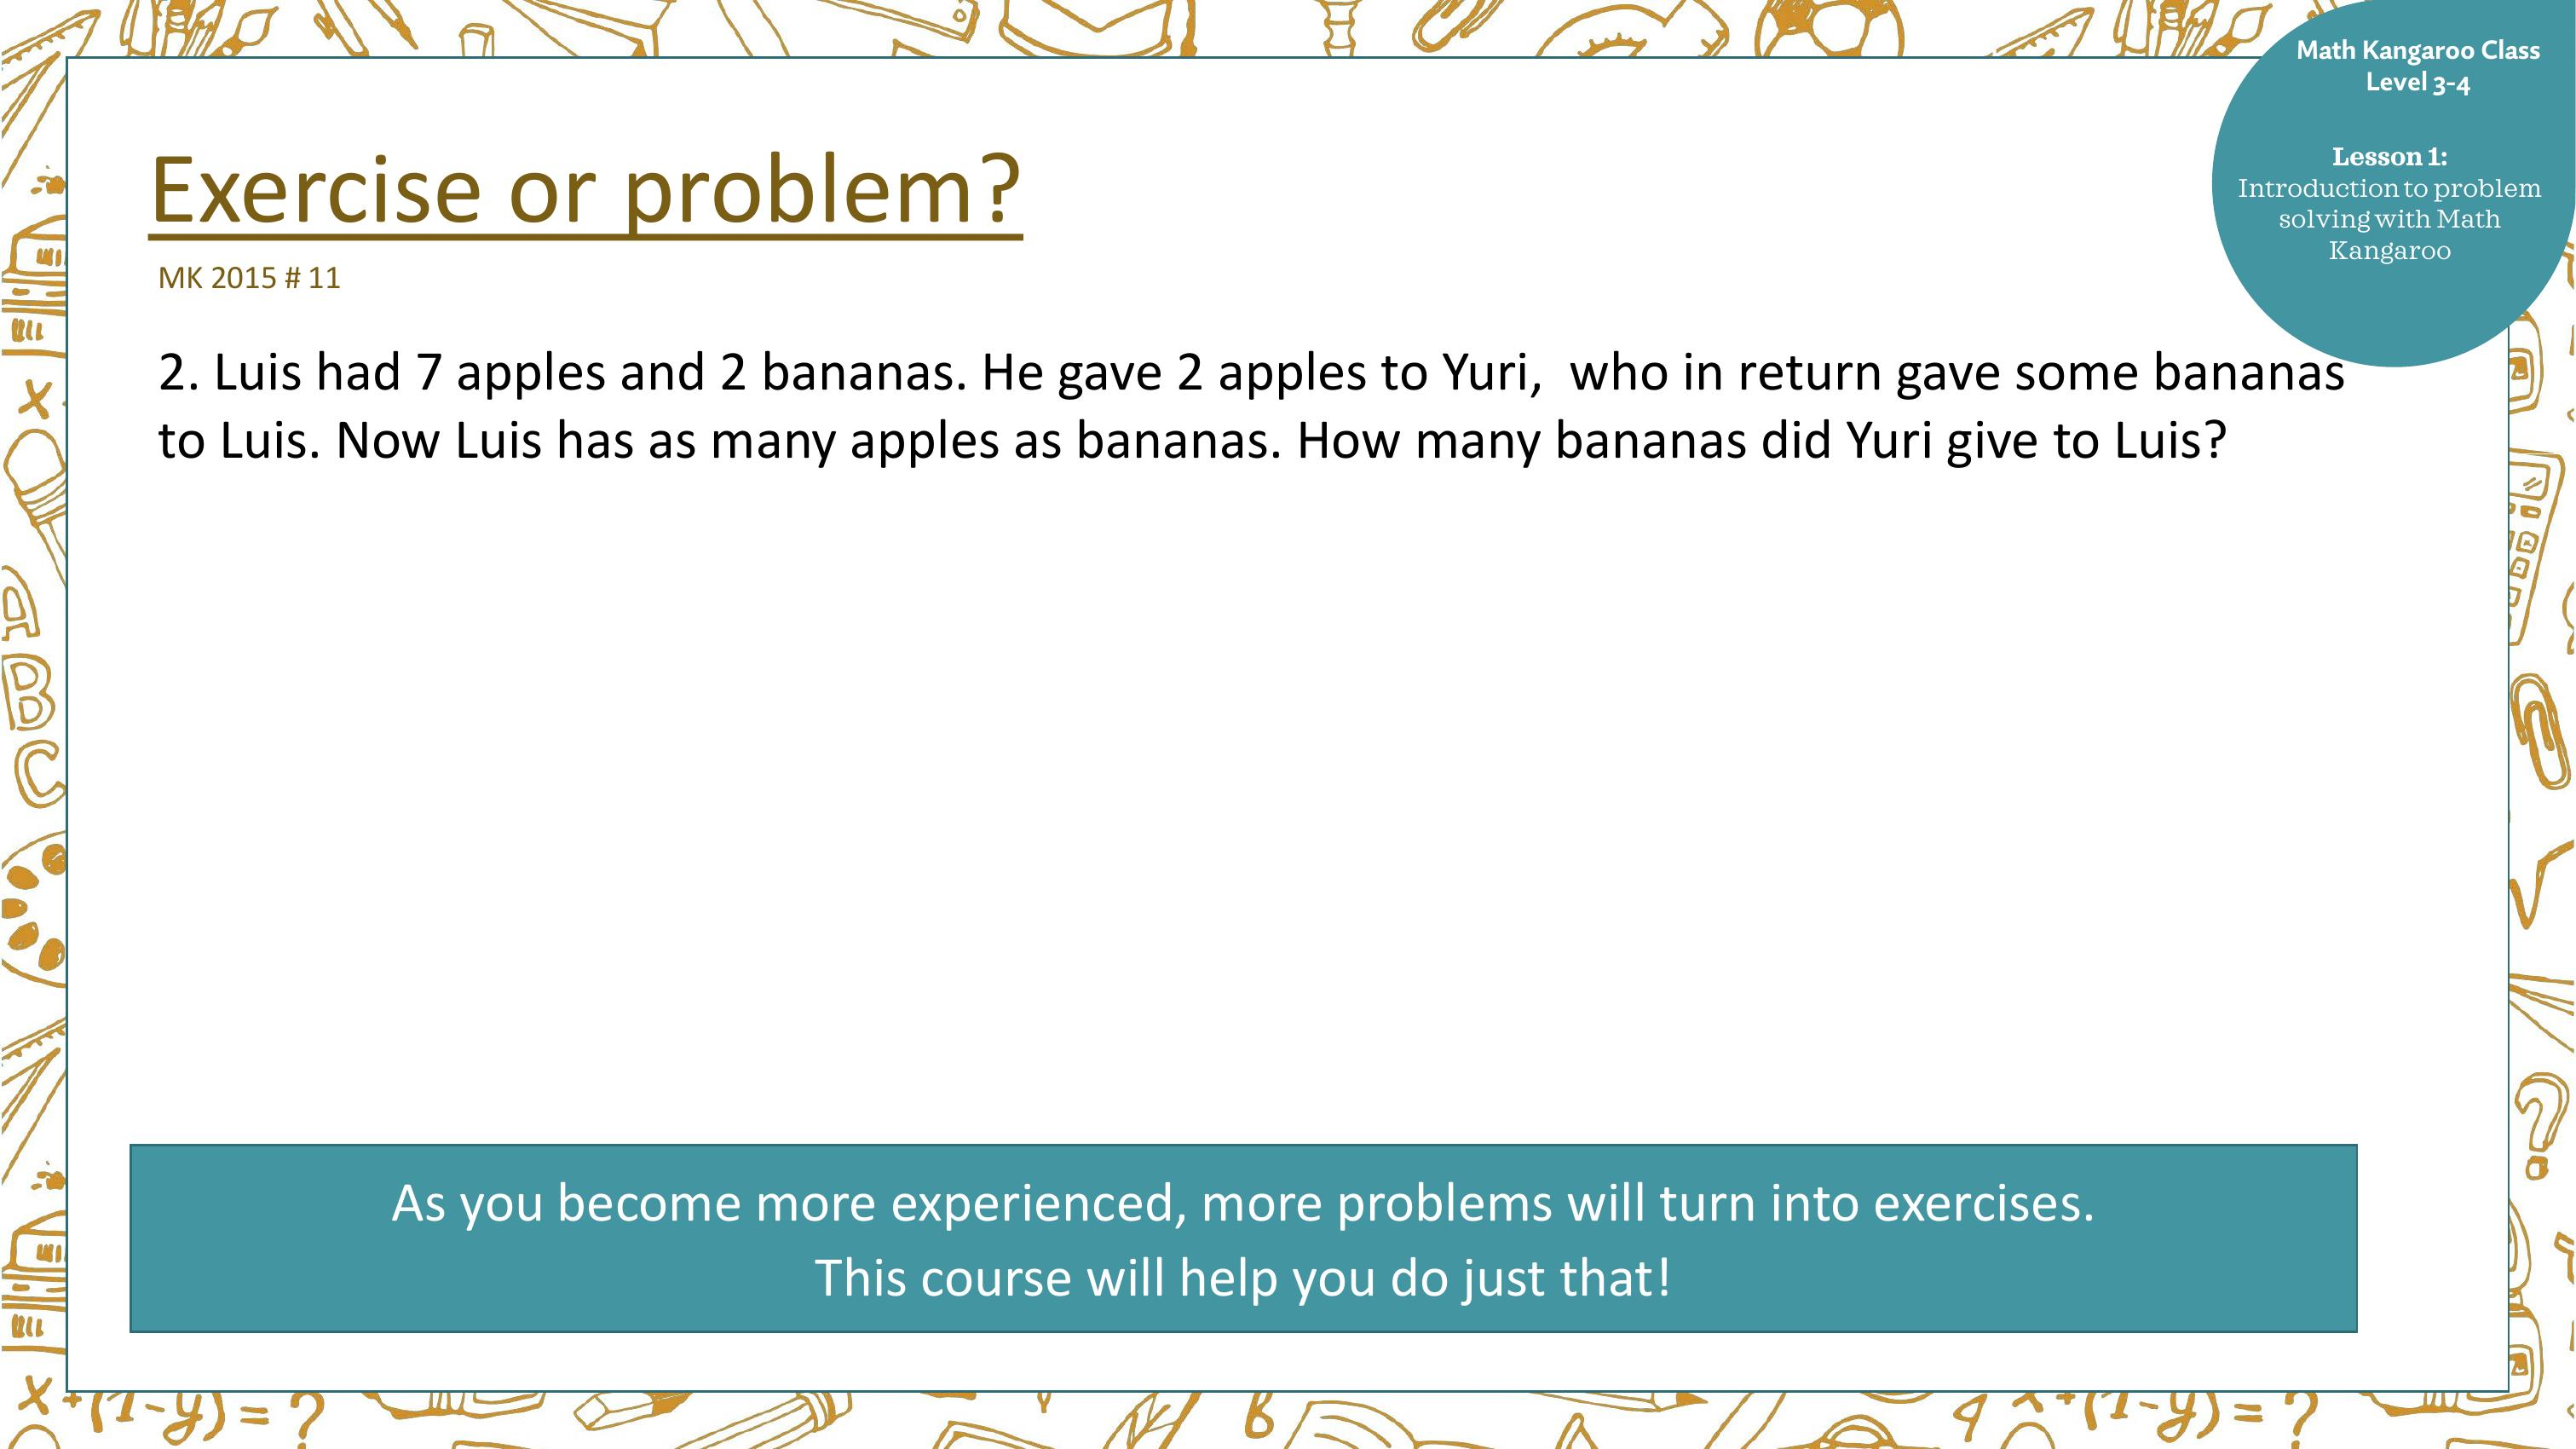 Math Kangaroo Class
Level 3-4
Lesson 1:
Introduction to problem
solving with Math
Kangaroo
Exercise or problem?
MK 2015 # 11
2. Luis had 7 apples and 2 bananas. He gave 2 apples to Yuri,  who in return gave some bananas
to Luis. Now Luis has as many apples as bananas. How many bananas did Yuri give to Luis?
As you become more experienced, more problems will turn into exercises.
This course will help you do just that!
A
B
C
x+(1-y)=?
x+(1-y)=?